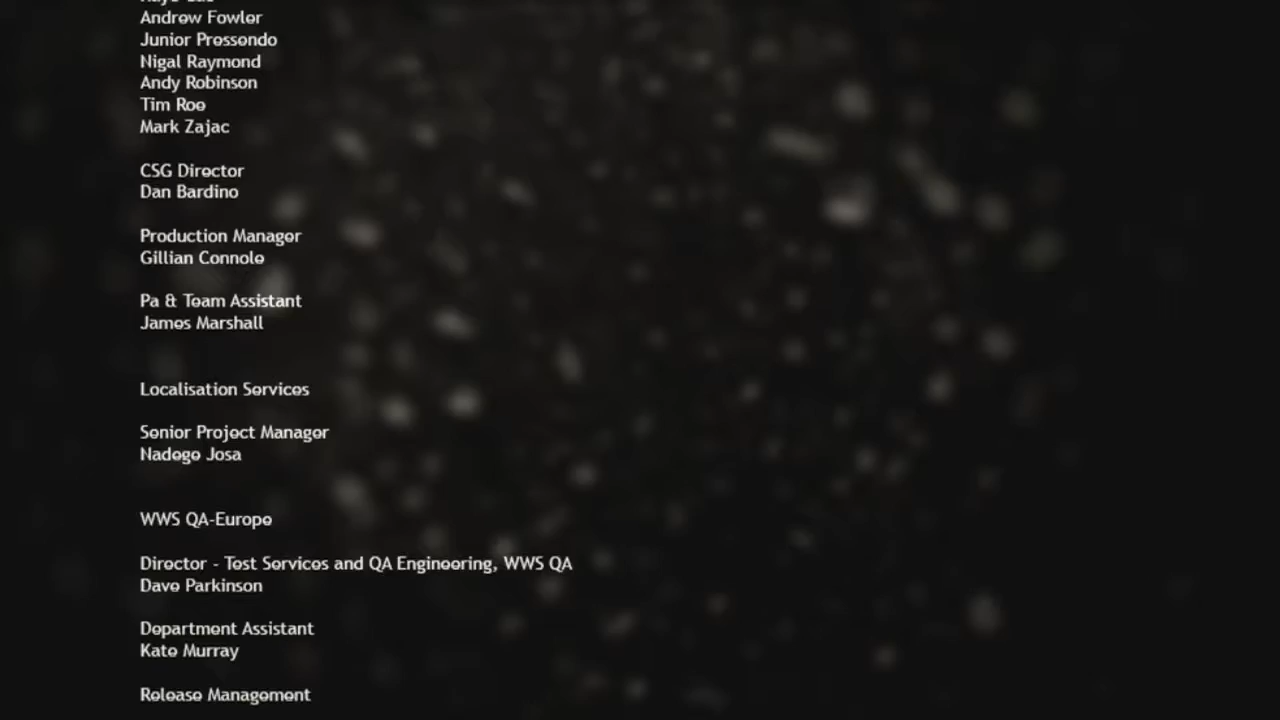 Andrew Fowler
Junior Pressendo
Nigal Raymond
Andy Robinson
Tim Roe
Mark Zajac
CSG Director
Dan Bardino
Production Manager
Gillian Connole
Pa & Team Assistant
James Marshall
Localisation Services
Senior Project Manager
Nadege Josa
WWS QA-Europe
Director - Test Services and QA Engineering, WWS QA
Dave Parkinson
Department Assistant
Kate Murray
Release Management